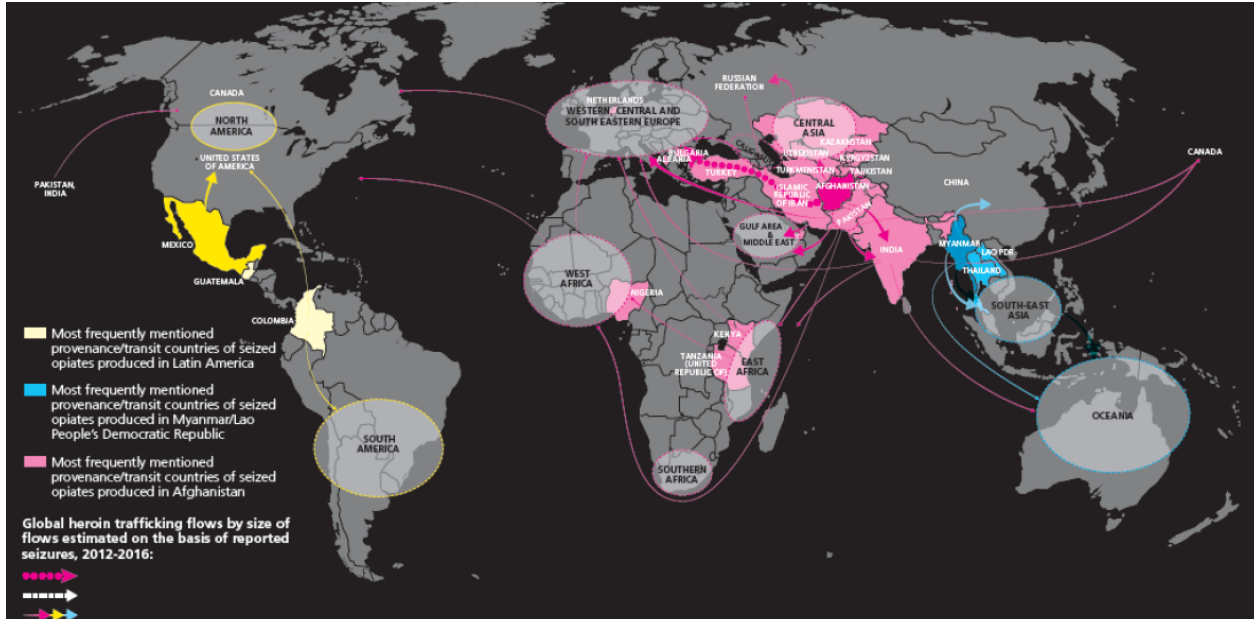 CANADA
NORTH
AMERICA
UNITED STATES
OF AMERICA
PAKISTAN,
INDIA
MEXICO
GUATEMALA
COLOMBIA
SOUTH
AMERICA
NETHERLANDS
WESTERN, CENTRAL AND
SOUTH EASTERN EUROPE
RUSSIAN
FEDERATION
CENTRAL
ASIA
KAZAKHSTAN
UZBEKISTAN
KYRGYZSTAN
CAUCASUS
BULGARIA
ALBANIA
TURKEY
TURKMENISTAN
TAJIKISTAN
ISLAMIC
REPUBLIC
OF IRAN
AFGHANISTAN
PAKISTAN
CHINA
CANADA
GULF AREA
&
MIDDLE EAST
INDIA
MYANMAR
LAO PDR
THAILAND
SOUTH-EAST
ASIA
WEST
AFRICA
NIGERIA
KENYA
TANZANIA
(UNITED
REPUBLIC OF)
EAST
AFRICA
SOUTHERN
AFRICA
OCEANIA
Most frequently mentioned
provenance/transit countries of seized
opiates produced in Latin America
Most frequently mentioned
provenance/transit countries of seized
opiates produced in Myanmar/Lao
People's Democratic Republic
Most frequently mentioned
provenance/transit countries of seized
opiates produced in Afghanistan
Global heroin trafficking flows by size of
flows estimated on the basis of reported
seizures, 2012-2016: